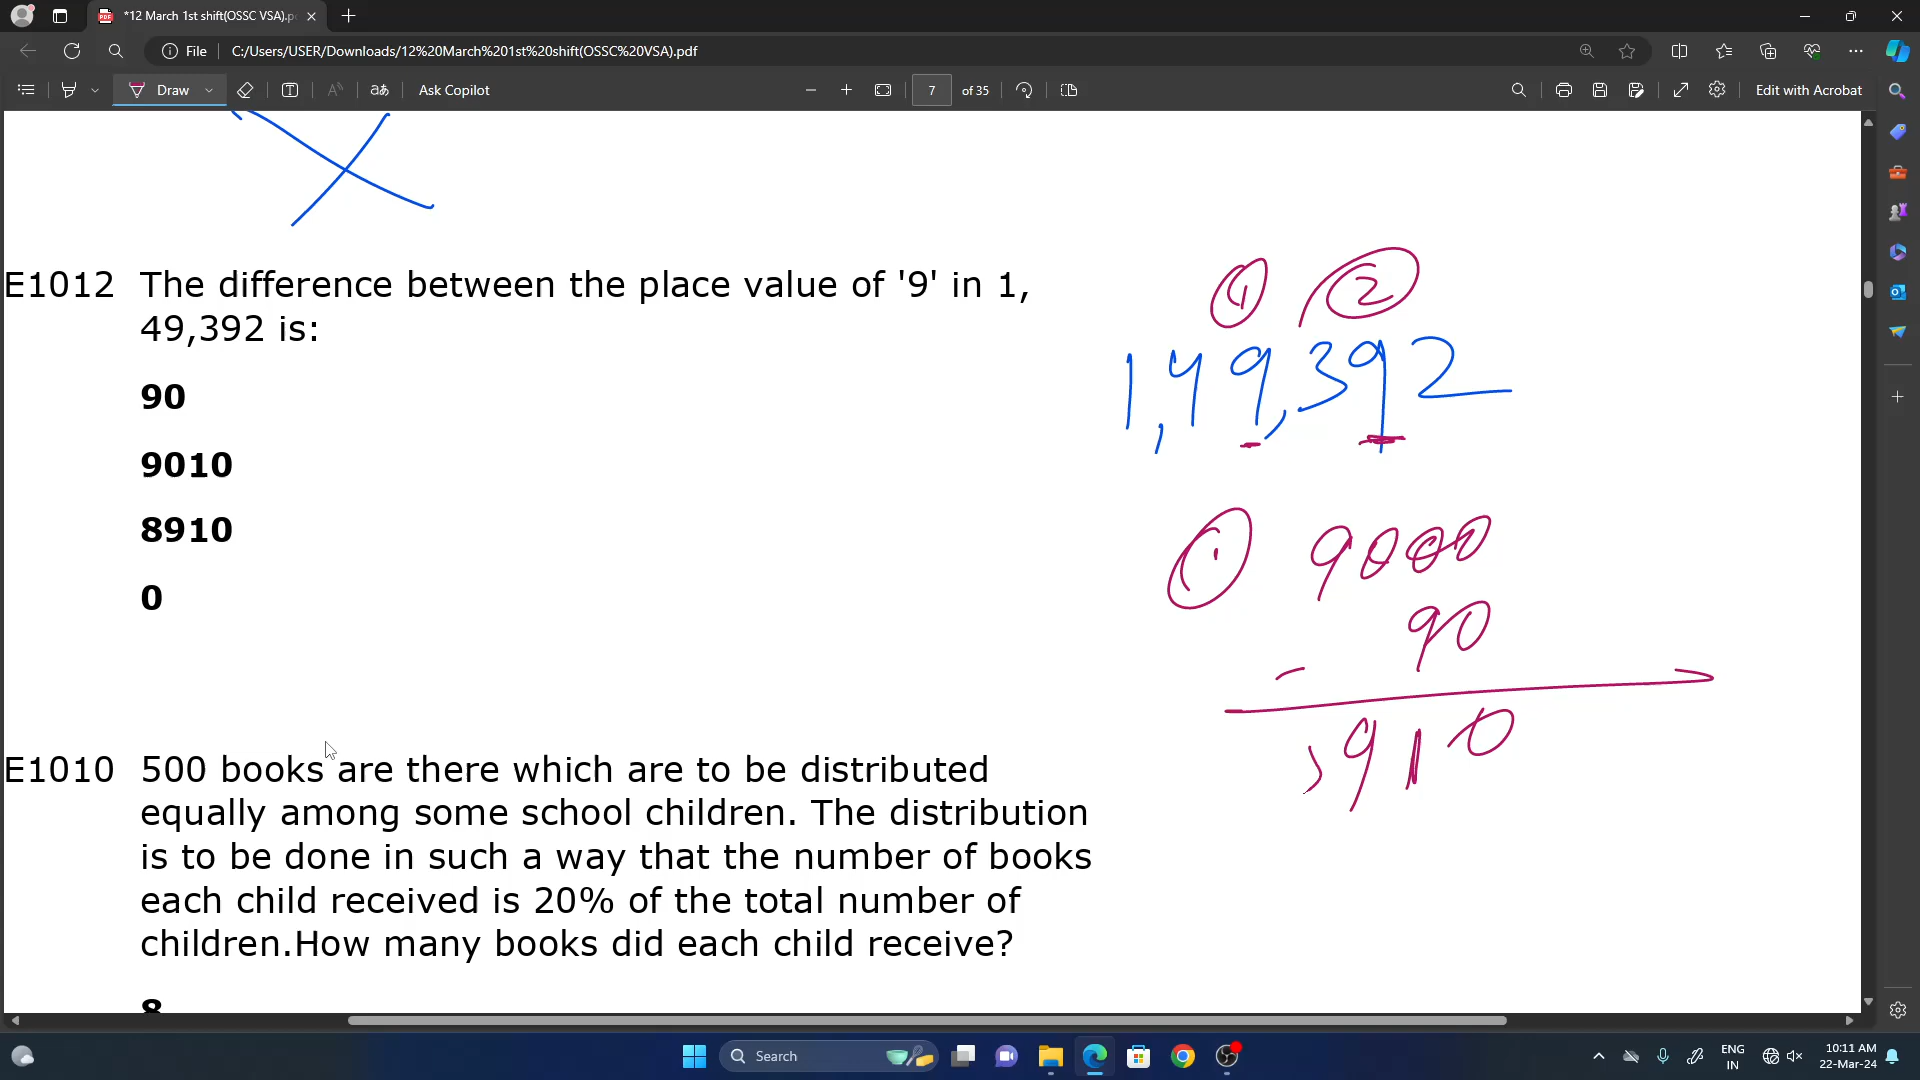 *12 March 1st shift(OSSC VSA).p
File
C:/Users/USER/Downloads/12%20March%201st%20shift(OSSC%20VSA).pdf
Draw
aあ
Ask Copilot
7
of 35
Edit with Acrobat
E1012 The difference between the place value of '9' in 1,
49,392 is:
90
9010
8910
0
1 2
1,49,392
1 9000
90
-
910
E1010 500 books are there which are to be distributed
equally among some school children. The distribution
is to be done in such a way that the number of books
each child received is 20% of the total number of
children.How many books did each child receive?
8
Search
ENG
IN
10:11 AM
22-Mar-24